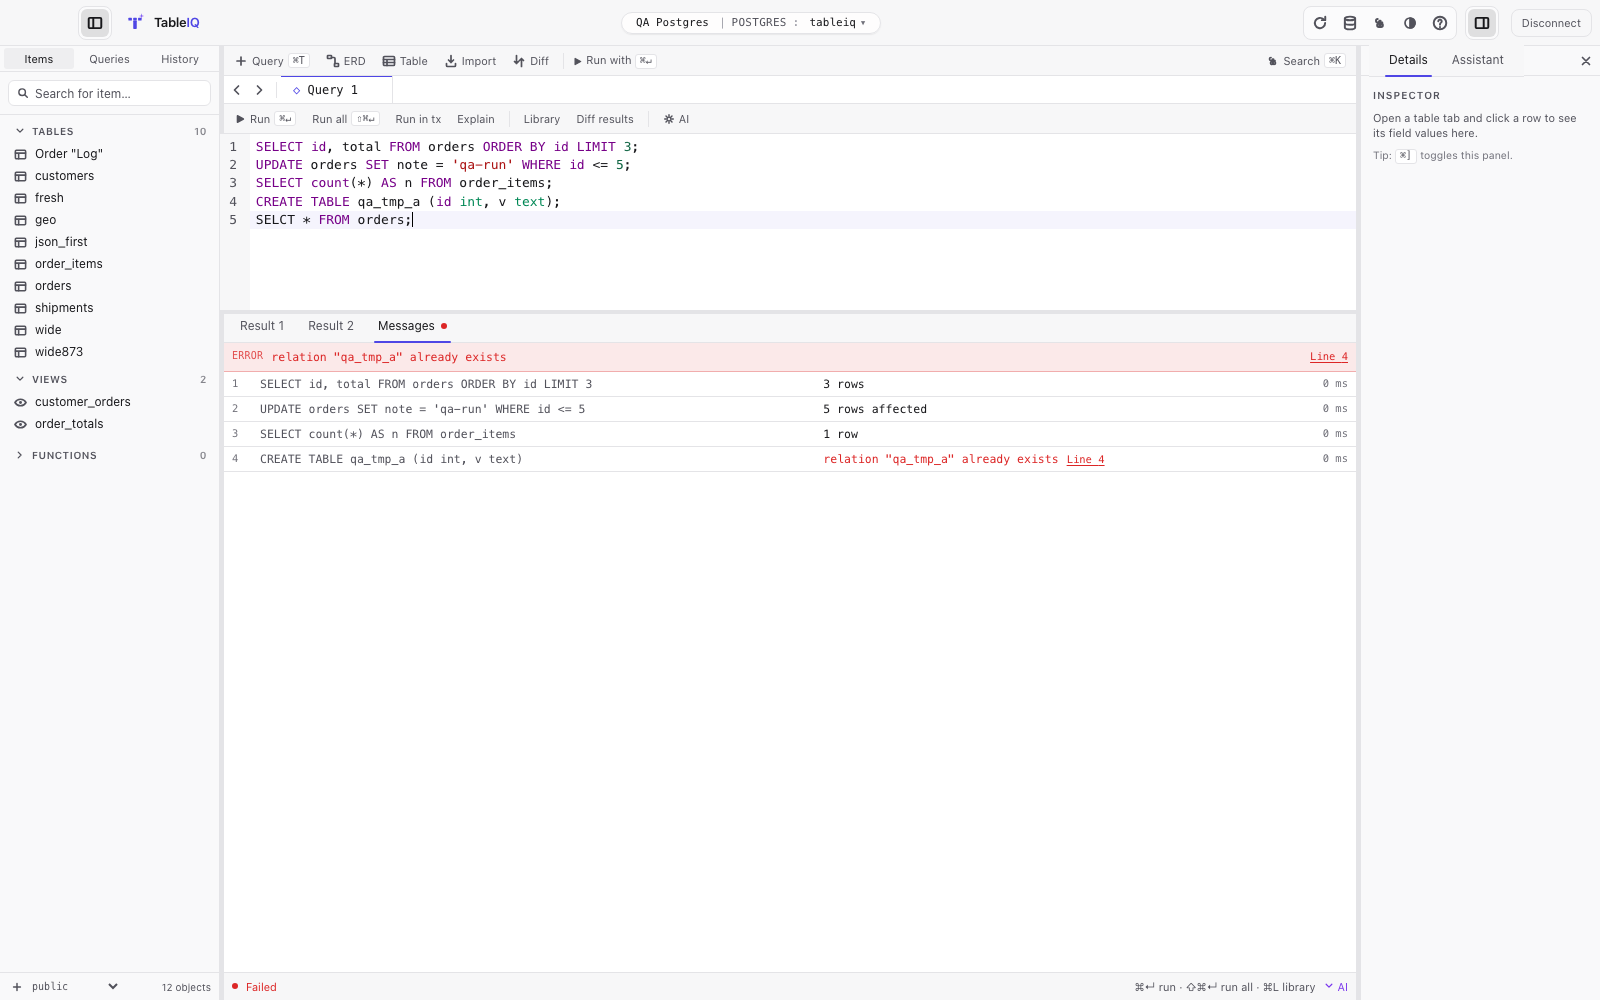 TableIQ
QA Postgres | POSTGRES : tableiq
Disconnect
Items Queries History
Search for item...
TABLES 10
Order "Log"
customers
fresh
geo
json_first
order_items
orders
shipments
wide
wide873
VIEWS 2
customer_orders
order_totals
FUNCTIONS 0
+ public
12 objects
+ Query ⌘T ERD Table Import Diff Run with ⌘↵ Search ⌘K
Query 1
Run ⌘↵ Run all ⇧⌘↵ Run in tx Explain Library Diff results AI
1 SELECT id, total FROM orders ORDER BY id LIMIT 3;
2 UPDATE orders SET note = 'qa-run' WHERE id <= 5;
3 SELECT count(*) AS n FROM order_items;
4 CREATE TABLE qa_tmp_a (id int, v text);
5 SELCT * FROM orders;
Result 1 Result 2 Messages
ERROR relation "qa_tmp_a" already exists Line 4
1 SELECT id, total FROM orders ORDER BY id LIMIT 3 3 rows 0 ms
2 UPDATE orders SET note = 'qa-run' WHERE id <= 5 5 rows affected 0 ms
3 SELECT count(*) AS n FROM order_items 1 row 0 ms
4 CREATE TABLE qa_tmp_a (id int, v text) relation "qa_tmp_a" already exists Line 4 0 ms
Failed
⌘↵ run · ⇧⌘↵ run all · ⌘L library AI
Details Assistant
INSPECTOR
Open a table tab and click a row to see
its field values here.
Tip: ⌘] toggles this panel.